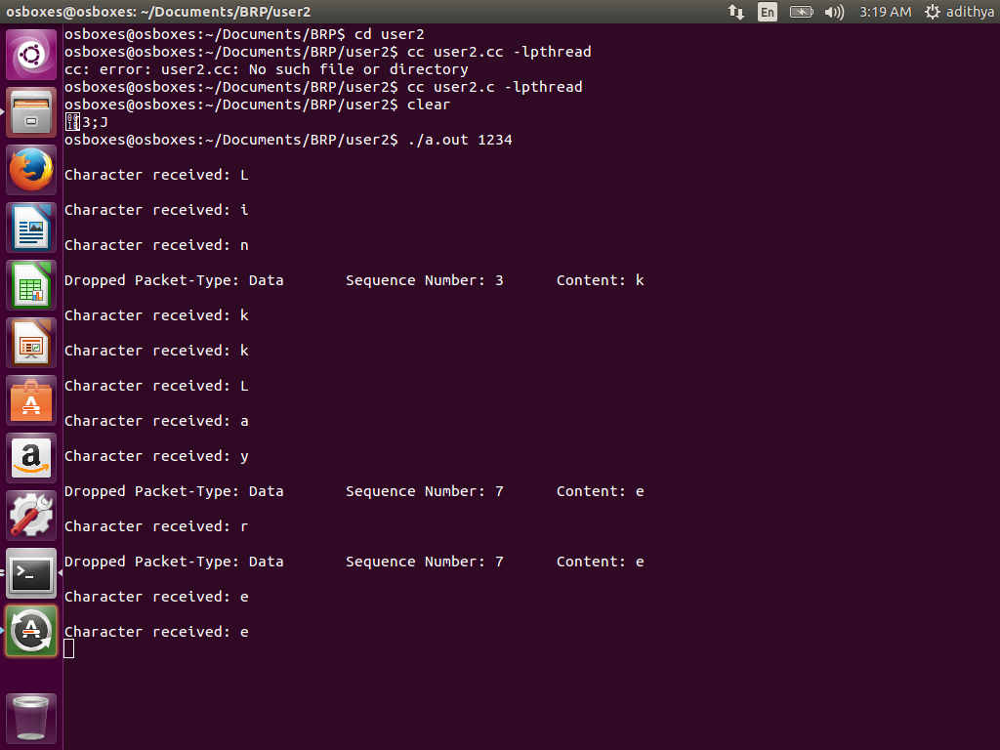 osboxes@osboxes: ~/Documents/BRP/user2 En 3:19 AM adithya
osboxes@osboxes:~/Documents/BRP$ cd user2
osboxes@osboxes:~/Documents/BRP/user2$ cc user2.cc -lpthread
cc: error: user2.cc: No such file or directory
osboxes@osboxes:~/Documents/BRP/user2$ cc user2.c -lpthread
osboxes@osboxes:~/Documents/BRP/user2$ clear
3;J
osboxes@osboxes:~/Documents/BRP/user2$ ./a.out 1234
Character received: L
Character received: i
Character received: n
Dropped Packet-Type: Data Sequence Number: 3 Content: k
Character received: k
Character received: k
Character received: L
Character received: a
Character received: y
Dropped Packet-Type: Data Sequence Number: 7 Content: e
Character received: r
Dropped Packet-Type: Data Sequence Number: 7 Content: e
Character received: e
Character received: e